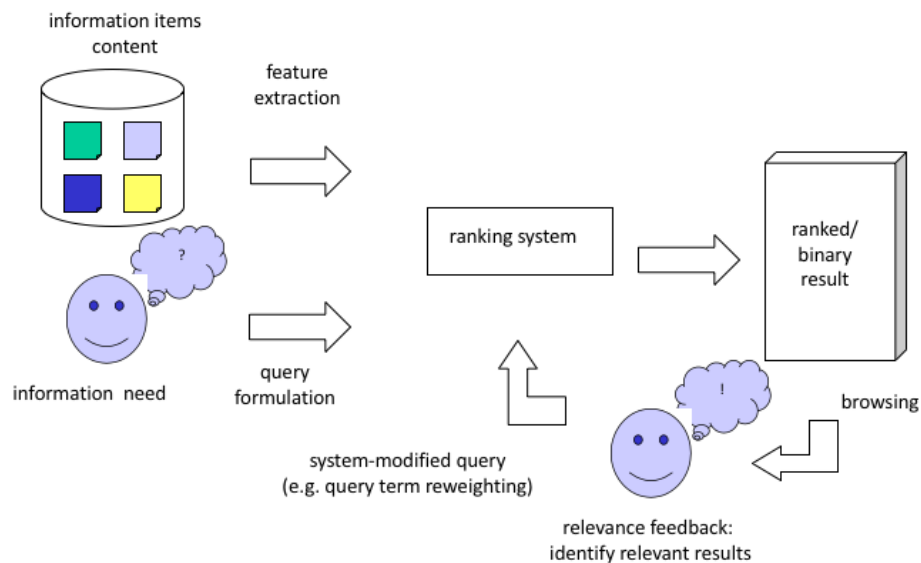 information items
content
feature
extraction
ranking system
ranked/
binary
result
?
information need
query
formulation
!
browsing
system-modified query
(e.g. query term reweighting)
relevance feedback:
identify relevant results